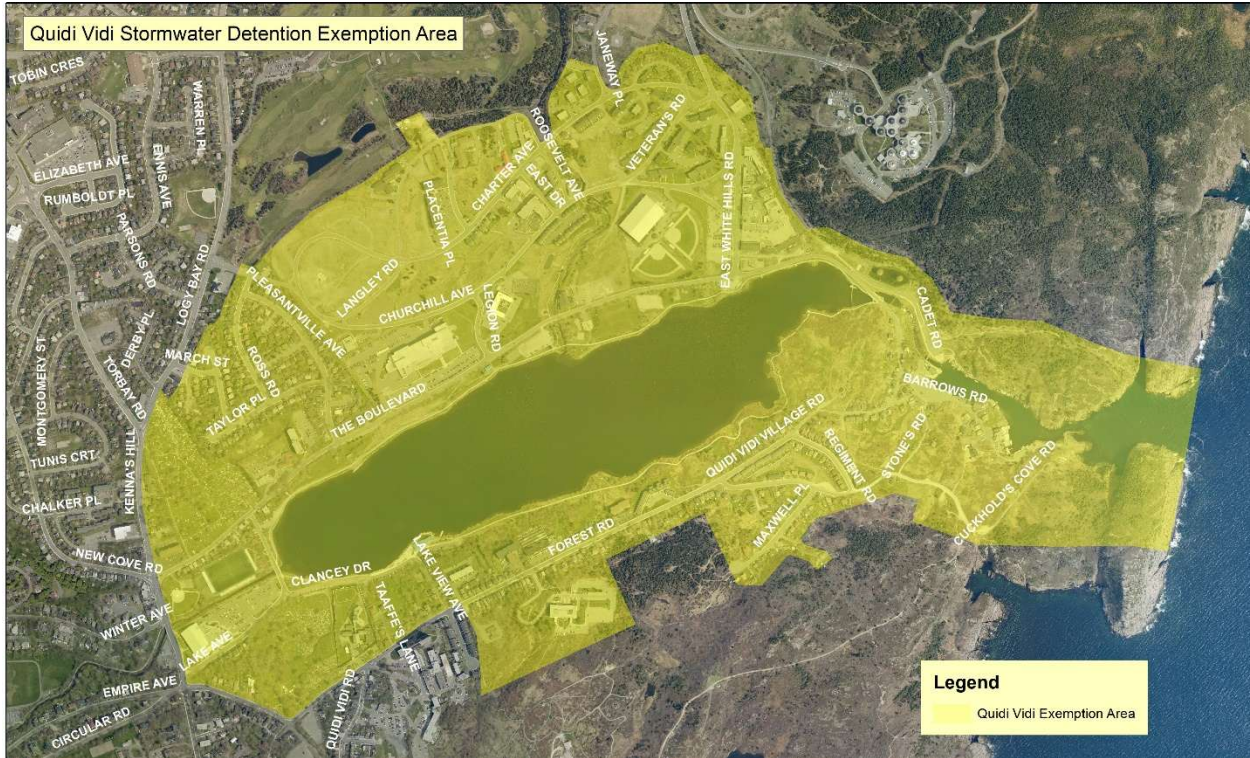 Quidi Vidi Stormwater Detention Exemption Area
TOBIN CRES
WARREN PL
JANEWAY PL
ELIZABETH AVE
ENNIS AVE
RUMBOLDT PL
PARSONS RD
LOGY BAY RD
ROOSEVELT AVE
VETERAN'S RD
CHARTER AVE
EAST DR
PLACENTIA PL
EAST WHITE HILLS RD
LANGLEY RD
PLEASANTVILLE AVE
CHURCHILL AVE
LEGION RD
CADET RD
DERBY PL
MARCH ST
ROSS RD
MONTGOMERY ST
TORBAY RD
TAYLOR PL
THE BOULEVARD
BARROWS RD
QUIDI VIDI VILLAGE RD
REGIMENT RD
STONE'S RD
CUCKHOLD'S COVE RD
TUNIS CRT
KENNA'S HILL
CHALKER PL
MAXWELL PL
FOREST RD
NEW COVE RD
CLANCEY DR
LAKE VIEW AVE
TAAFFE'S LANE
WINTER AVE
LAKE AVE
EMPIRE AVE
CIRCULAR RD
QUIDI VIDI RD
Legend
Quidi Vidi Exemption Area